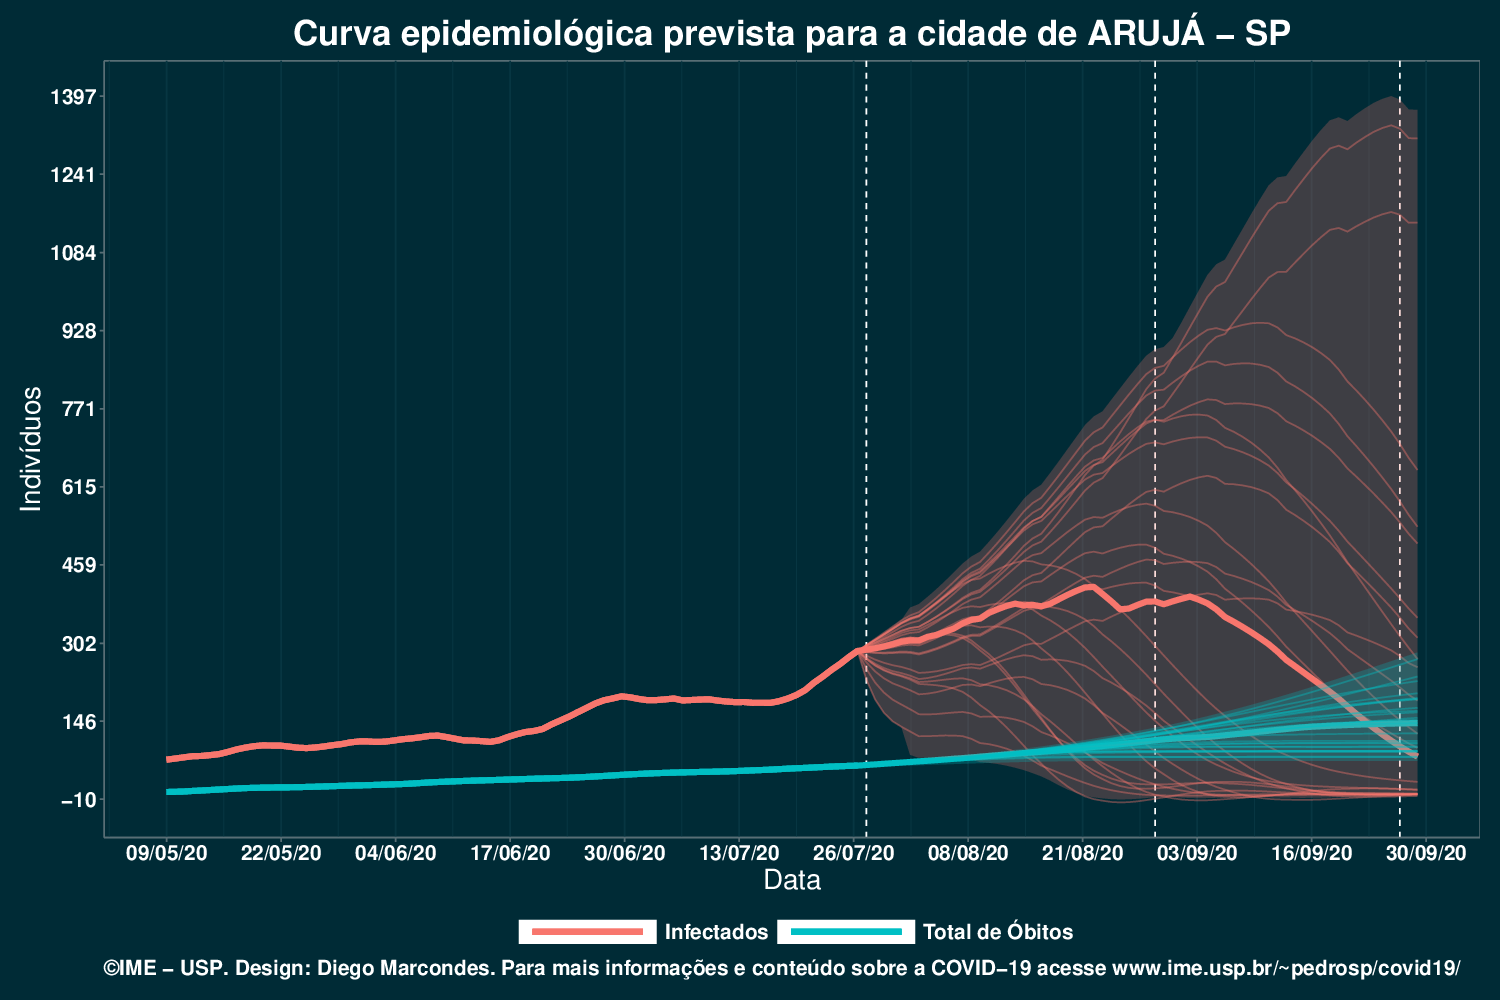 Curva epidemiológica prevista para a cidade de ARUJÁ − SP
Indivíduos
1397
1241
1084
928
771
615
459
302
146
−10
09/05/20 22/05/20 04/06/20 17/06/20 30/06/20 13/07/20 26/07/20 08/08/20 21/08/20 03/09/20 16/09/20 30/09/20
Data
Infectados Total de Óbitos
©IME − USP. Design: Diego Marcondes. Para mais informações e conteúdo sobre a COVID−19 acesse www.ime.usp.br/~pedrosp/covid19/